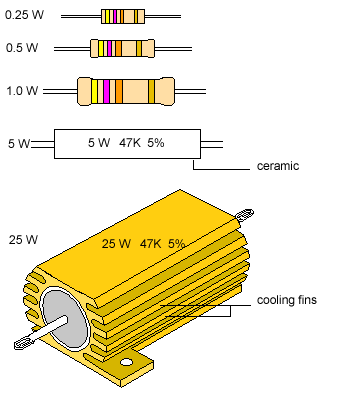 0.25 W
0.5 W
1.0 W
5 W
5 W 47K 5%
ceramic
25 W
25 W 47K 5%
cooling fins